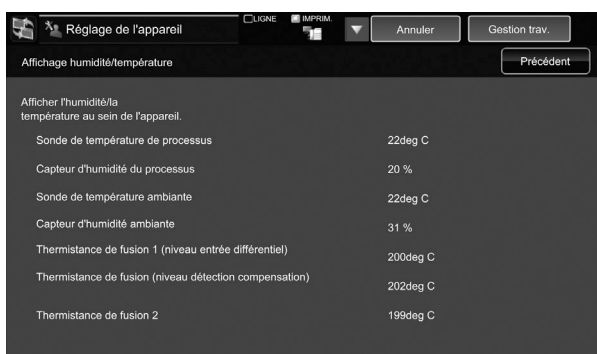 Réglage de l'appareil
LIGNE
IMPRIM.
Annuler
Gestion trav.
Affichage humidité/température
Précédent
Afficher l'humidité/la
température au sein de l'appareil.
Sonde de température de processus 22deg C
Capteur d'humidité du processus 20 %
Sonde de température ambiante 22deg C
Capteur d'humidité ambiante 31 %
Thermistance de fusion 1 (niveau entrée différentiel) 200deg C
Thermistance de fusion (niveau détection compensation) 202deg C
Thermistance de fusion 2 199deg C